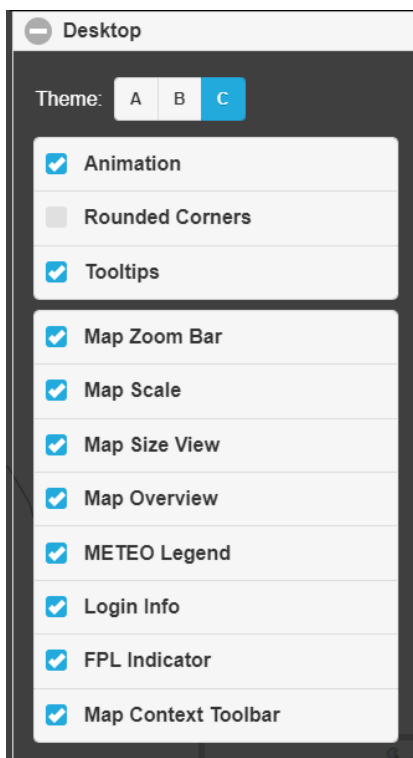 Desktop
Theme: A B C
Animation
Rounded Corners
Tooltips
Map Zoom Bar
Map Scale
Map Size View
Map Overview
METEO Legend
Login Info
FPL Indicator
Map Context Toolbar